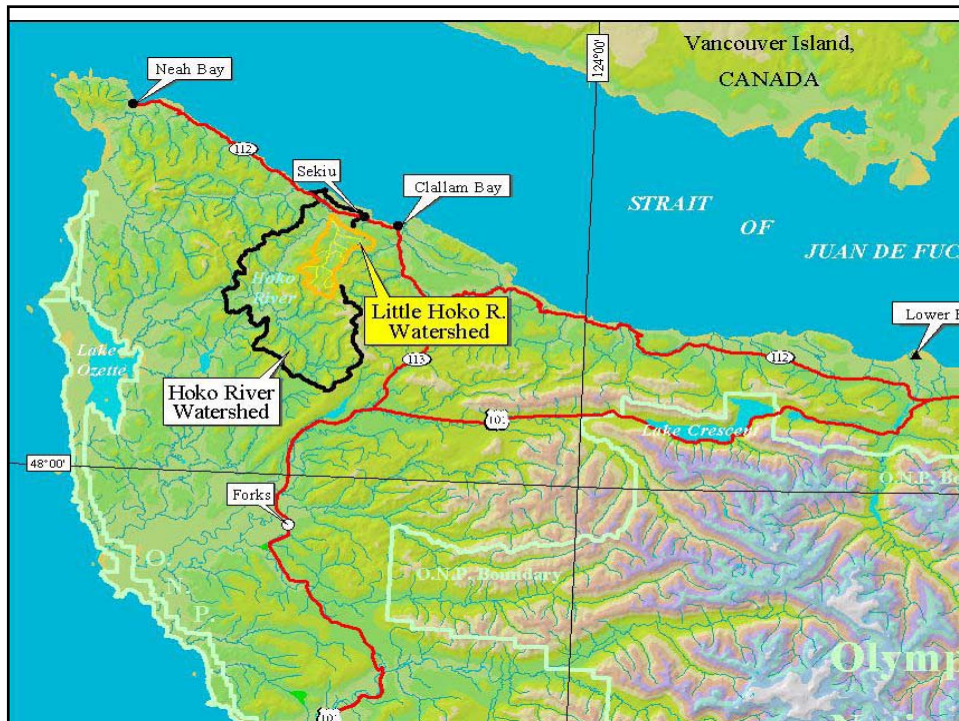 Vancouver Island,
CANADA
124°00'
Neah Bay
112
Sekiu
Clallam Bay
STRAIT
OF
JUAN DE FUC
Hoko
River
Little Hoko R.
Watershed
Lower
113
112
Lake
Ozette
Hoko River
Watershed
101
Lake Crescent
48°00'
O.N.P. Bo
Forks
O.N.P. Boundary
O.
N.
P.
Olymp